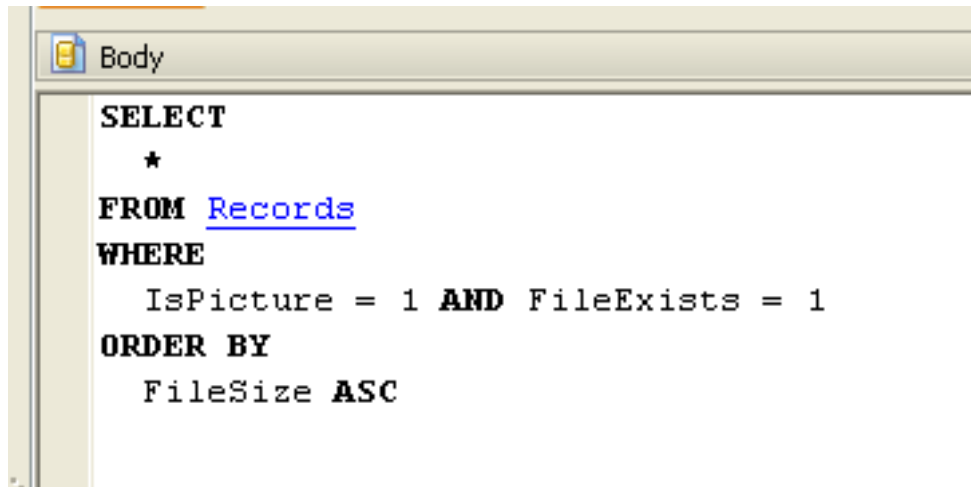 Body
SELECT
*
FROM Records
WHERE
IsPicture = 1 AND FileExists = 1
ORDER BY
FileSize ASC